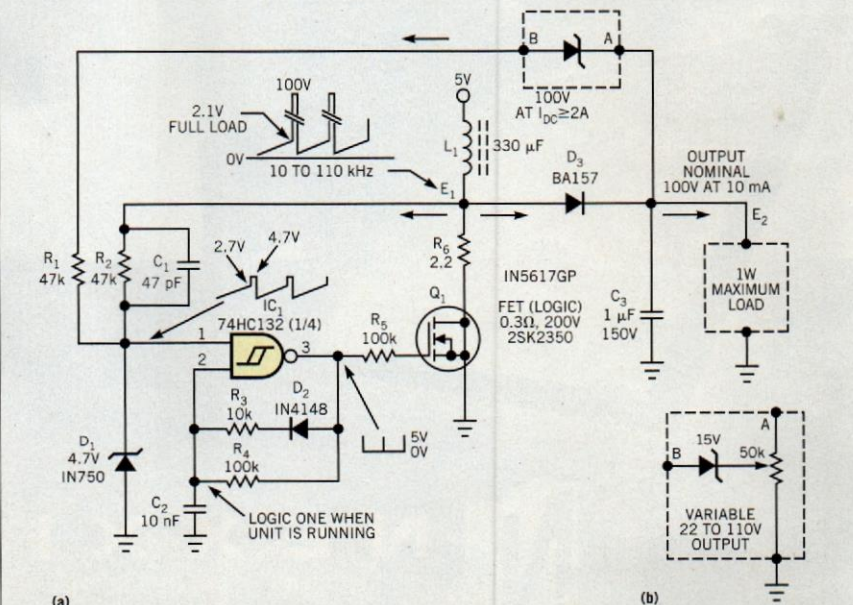 B
A
100V
AT I_DC≥2A
5V
100V
2.1V
FULL LOAD
0V
10 TO 110 kHz
L1
330 μF
E1
D3
BA157
OUTPUT
NOMINAL
100V AT 10 mA
E2
R1
47k
R2
47k
C1
47 pF
2.7V
4.7V
R6
2.2
IN5617GP
IC1
74HC132 (1/4)
Q1
FET (LOGIC)
0.3Ω, 200V
2SK2350
C3
1 μF
150V
1W
MAXIMUM
LOAD
1
2
3
R5
100k
R3
10k
D2
IN4148
5V
0V
D1
4.7V
IN750
R4
100k
C2
10 nF
LOGIC ONE WHEN
UNIT IS RUNNING
A
B
15V
50k
VARIABLE
22 TO 110V
OUTPUT
(a)
(b)